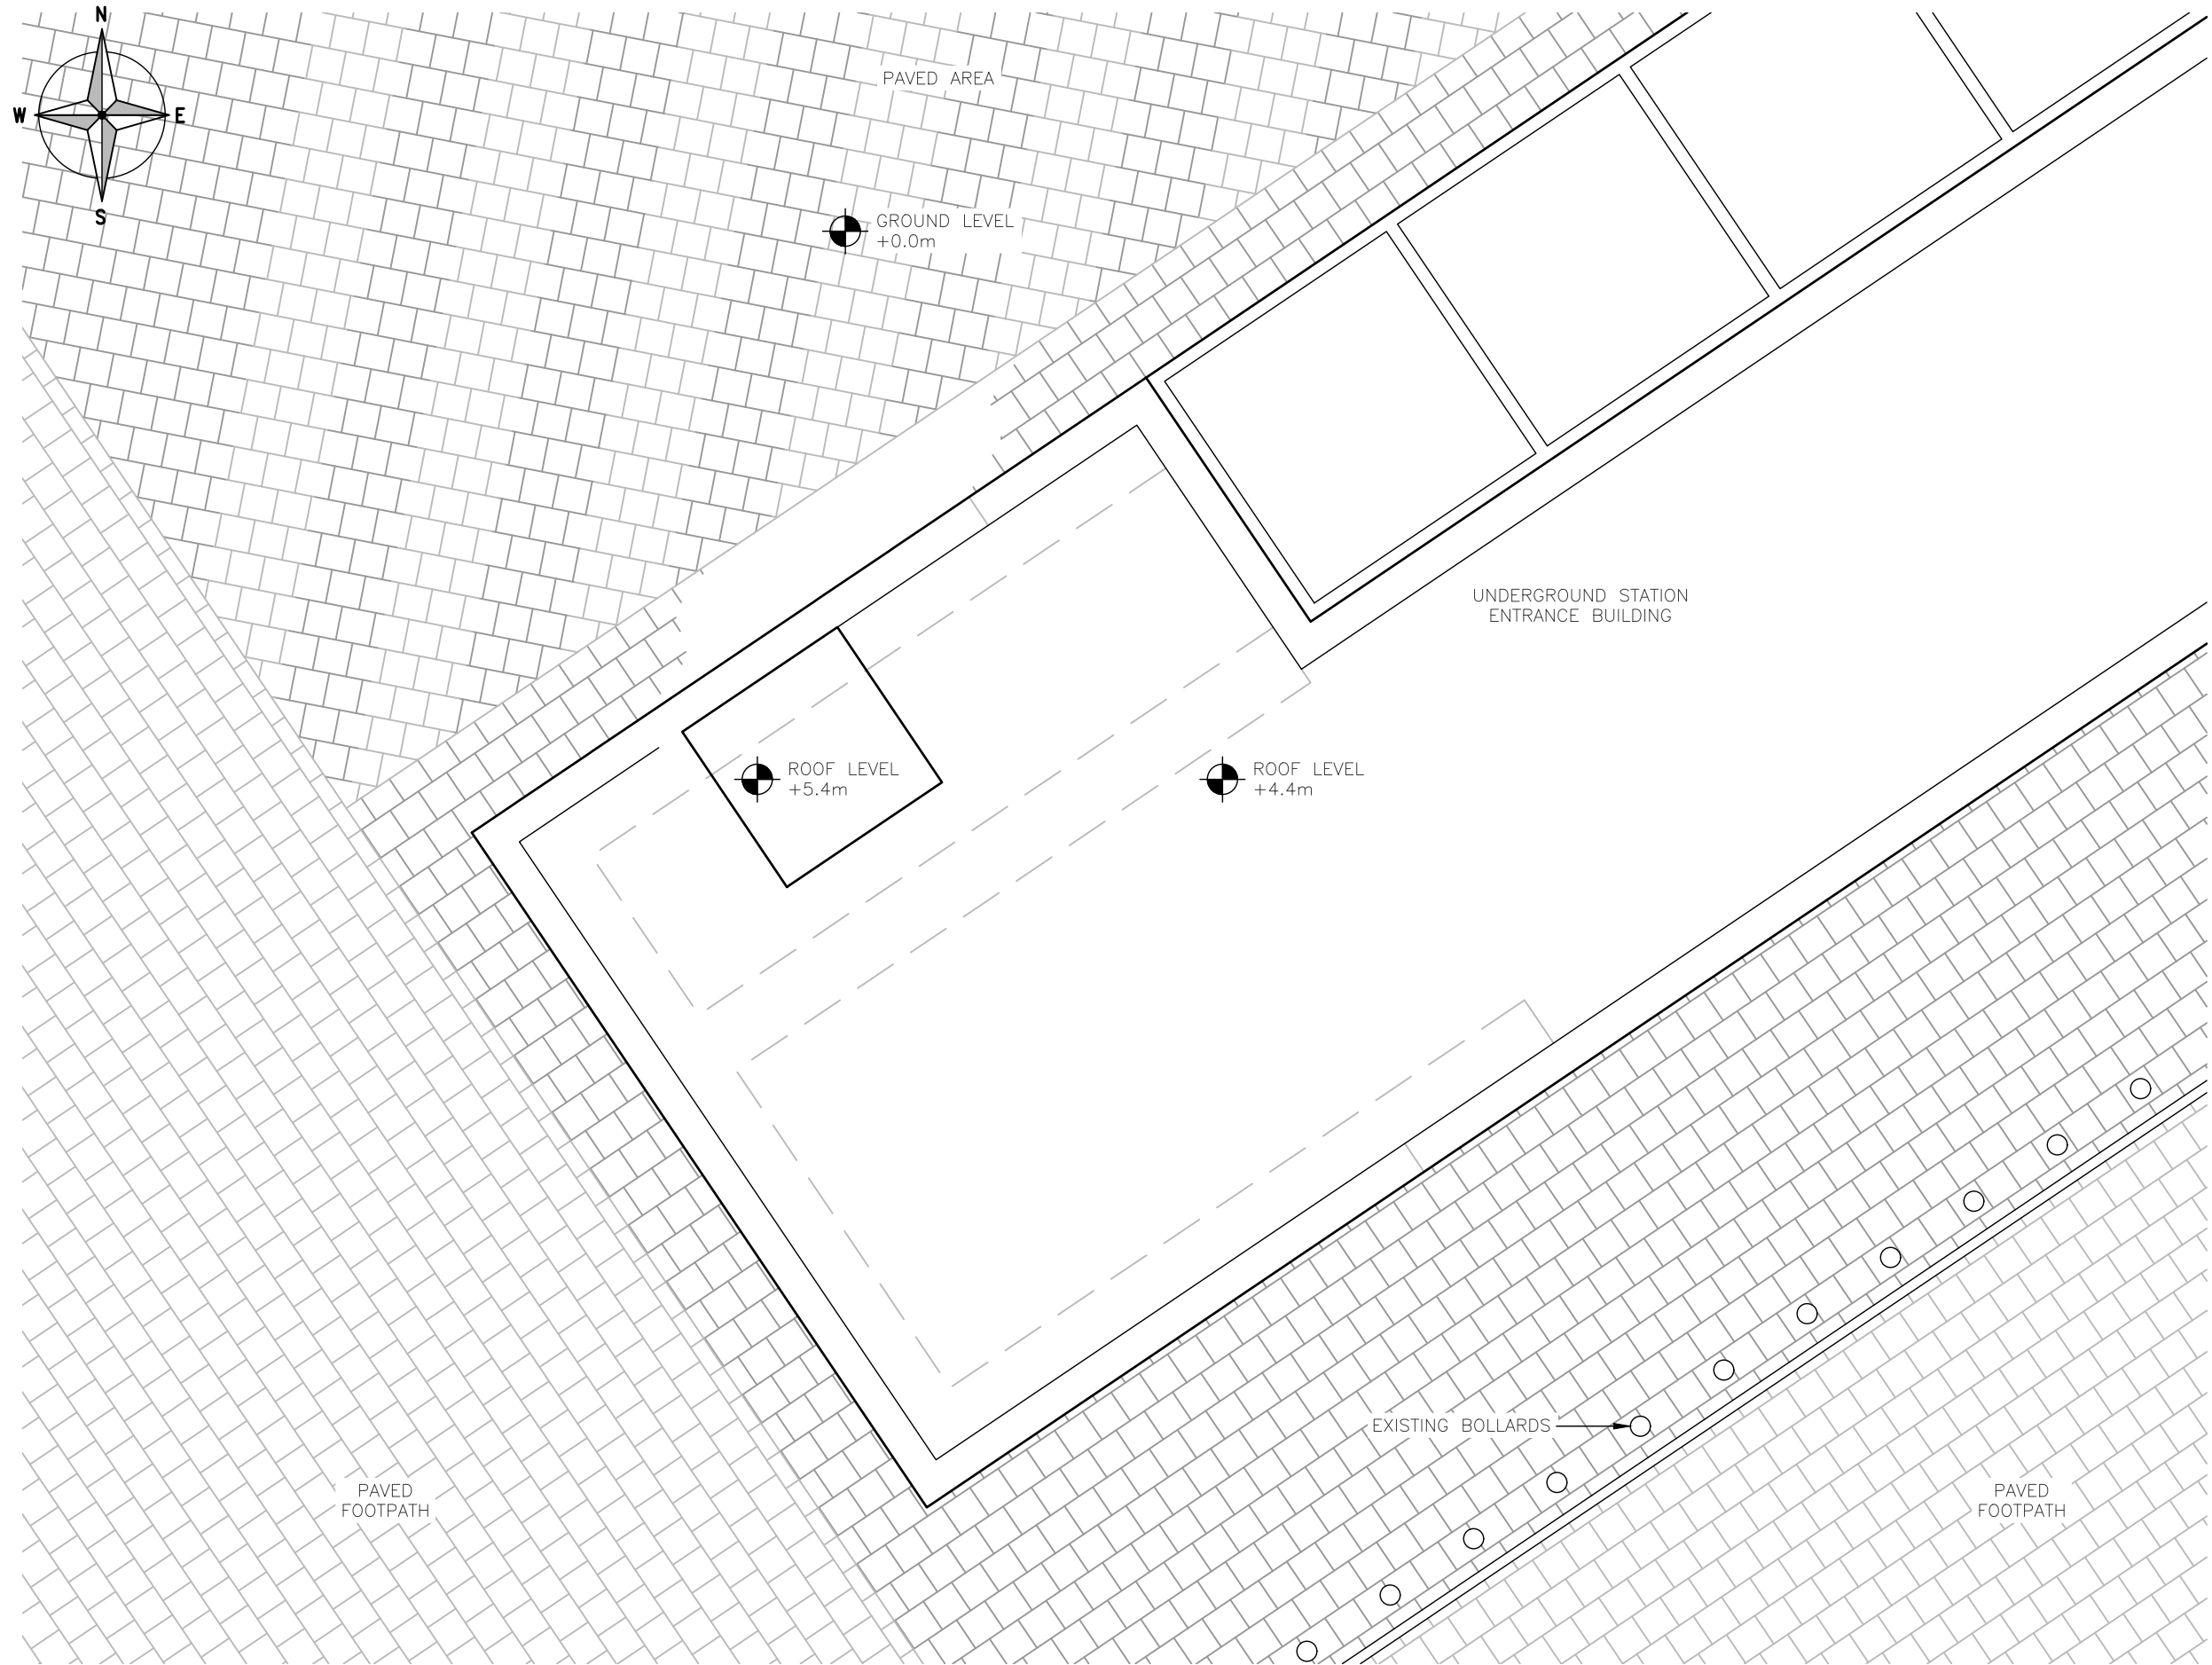 N
W E
S
PAVED AREA
GROUND LEVEL
+0.0m
UNDERGROUND STATION
ENTRANCE BUILDING
ROOF LEVEL
+5.4m
ROOF LEVEL
+4.4m
EXISTING BOLLARDS
PAVED
FOOTPATH
PAVED
FOOTPATH